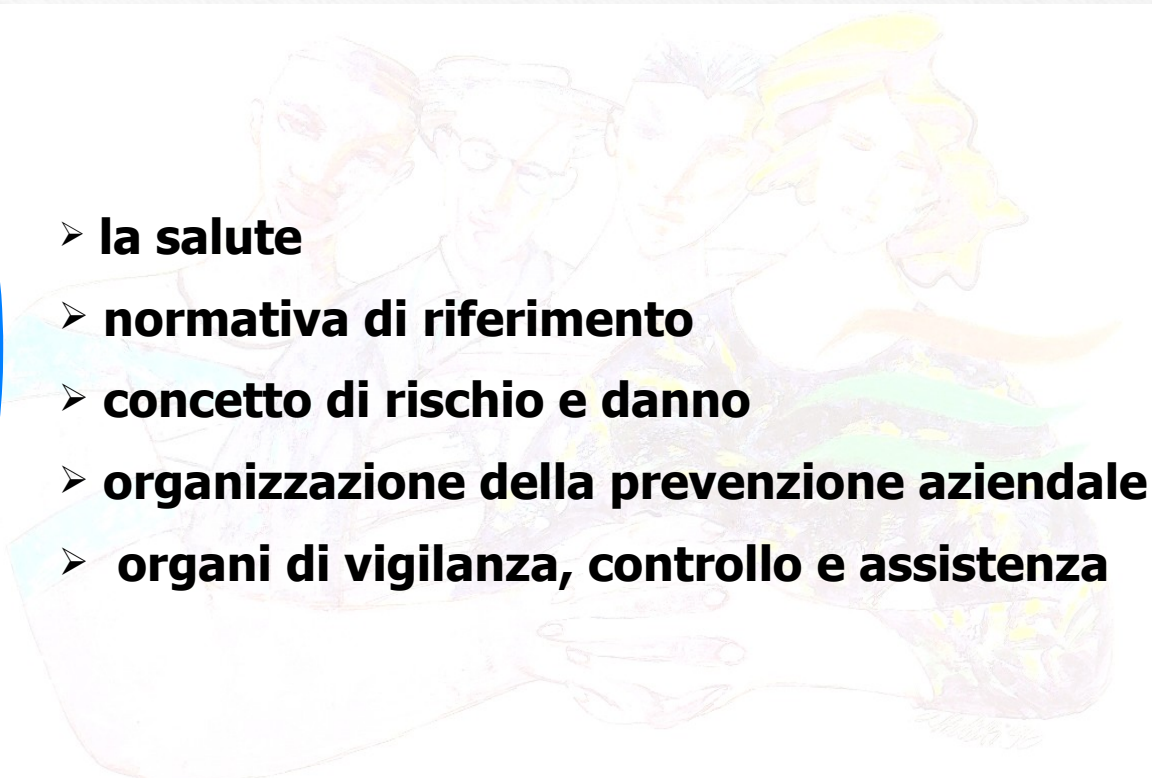 ➢ la salute
➢ normativa di riferimento
➢ concetto di rischio e danno
➢ organizzazione della prevenzione aziendale
➢ organi di vigilanza, controllo e assistenza